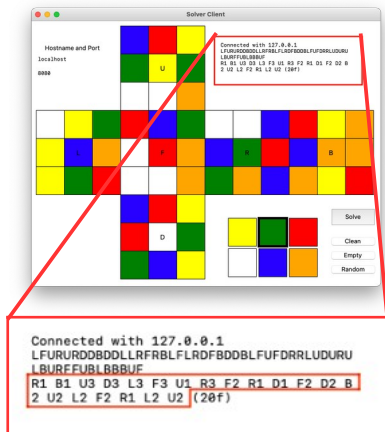 Solver Client
Hostname and Port
localhost
8080
Connected with 127.0.0.1
LFURURDDBDDLLRFRBLFLRDFBDDBLFUFDRRLUDURU
LBURFFUBLBBBUF
R1 B1 U3 D3 L3 F3 U1 R3 F2 R1 D1 F2 D2 B
2 U2 L2 F2 R1 L2 U2 (20f)
U
L F R B
D
Solve
Clean
Empty
Random
Connected with 127.0.0.1
LFURURDDBDDLLRFRBLFLRDFBDDBLFUFDRRLUDURU
LBURFFUBLBBBUF
R1 B1 U3 D3 L3 F3 U1 R3 F2 R1 D1 F2 D2 B
2 U2 L2 F2 R1 L2 U2 (20f)